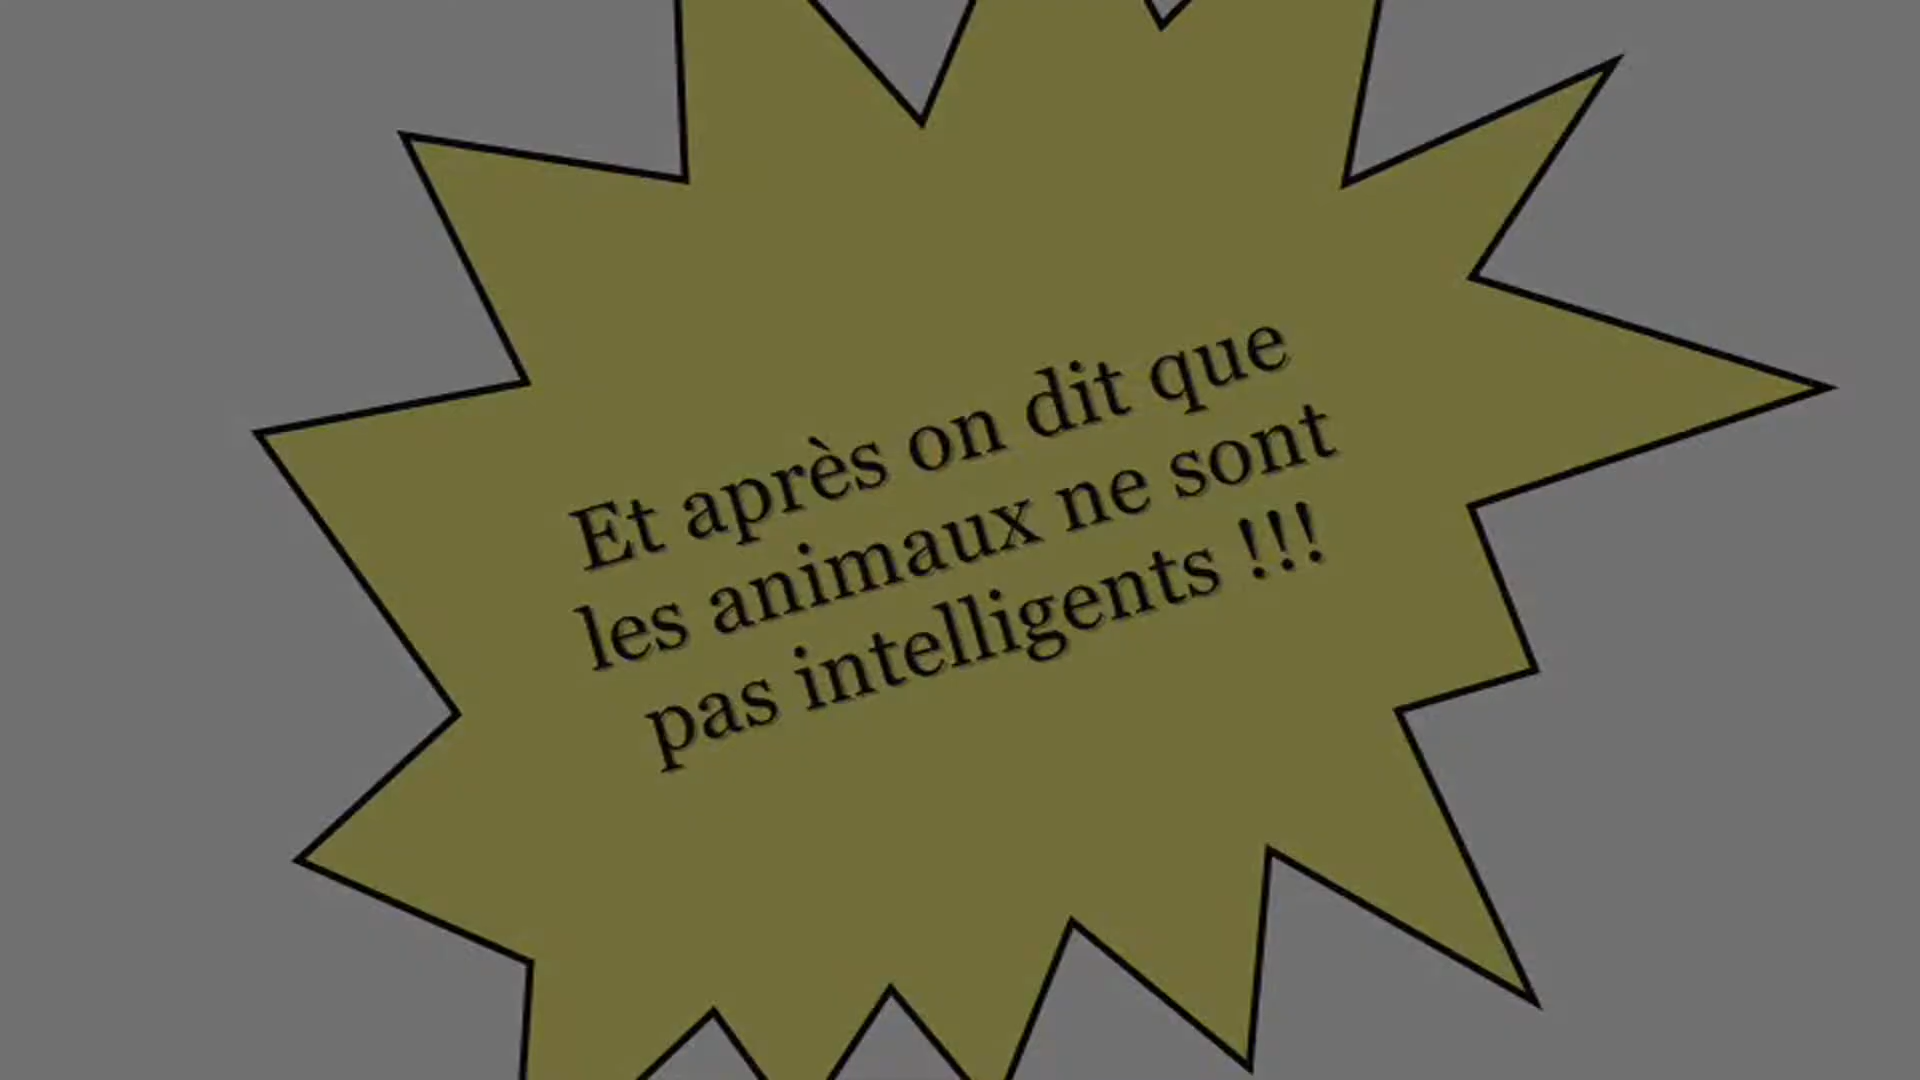 Et après on dit que
les animaux ne sont
pas intelligents !!!